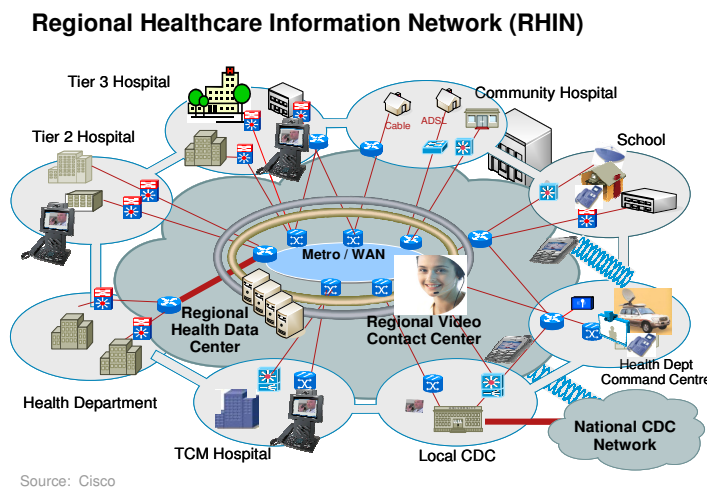 Regional Healthcare Information Network (RHIN)
Tier 3 Hospital
Community Hospital
Cable
ADSL
Tier 2 Hospital
School
Metro / WAN
Regional
Health Data
Center
Regional Video
Contact Center
Health Dept
Command Centre
Health Department
TCM Hospital
Local CDC
National CDC
Network
Source: Cisco